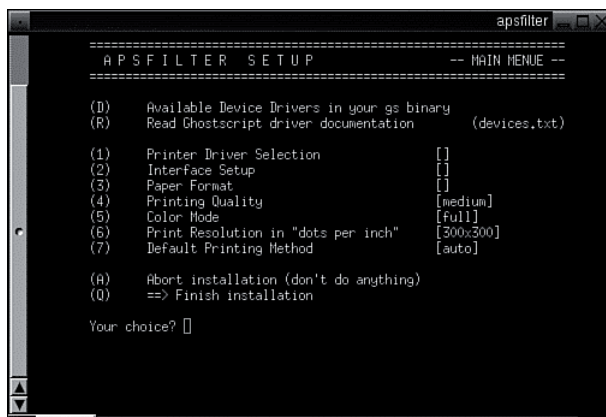 apsfilter
================================================================
A P S F I L T E R   S E T U P                -- MAIN MENUE --
================================================================
(D) Available Device Drivers in your gs binary
(R) Read Ghostscript driver documentation (devices.txt)
(1) Printer Driver Selection []
(2) Interface Setup []
(3) Paper Format []
(4) Printing Quality [medium]
(5) Color Mode [full]
(6) Print Resolution in "dots per inch" [300x300]
(7) Default Printing Method [auto]
(A) Abort installation (don't do anything)
(Q) ==> Finish installation
Your choice? []